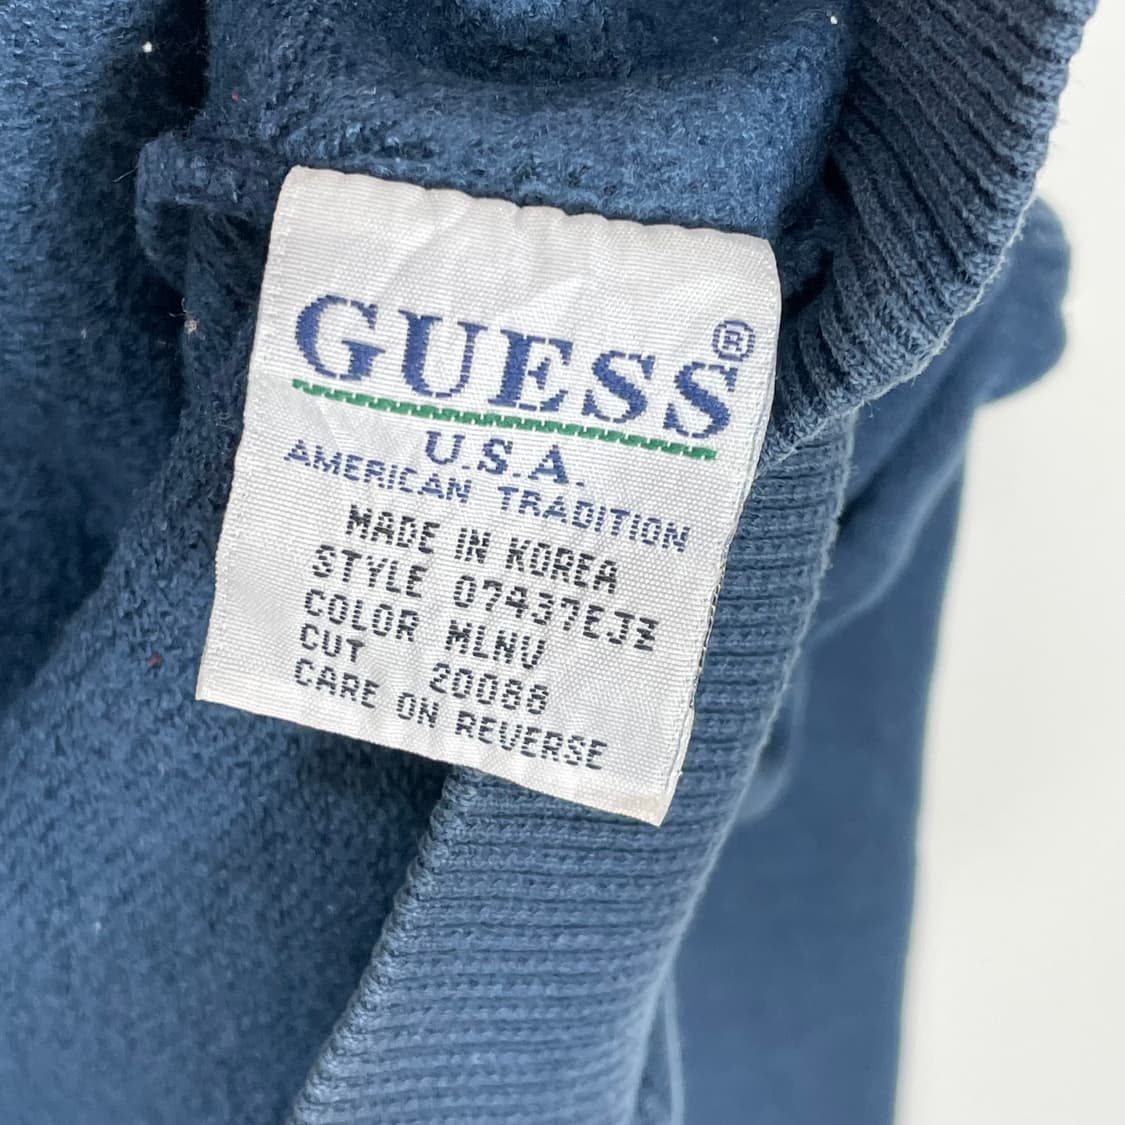 GUESS®
U.S.A.
AMERICAN TRADITION
MADE IN KOREA
STYLE 07437EJZ
COLOR MLNV
CUT 20088
CARE ON REVERSE